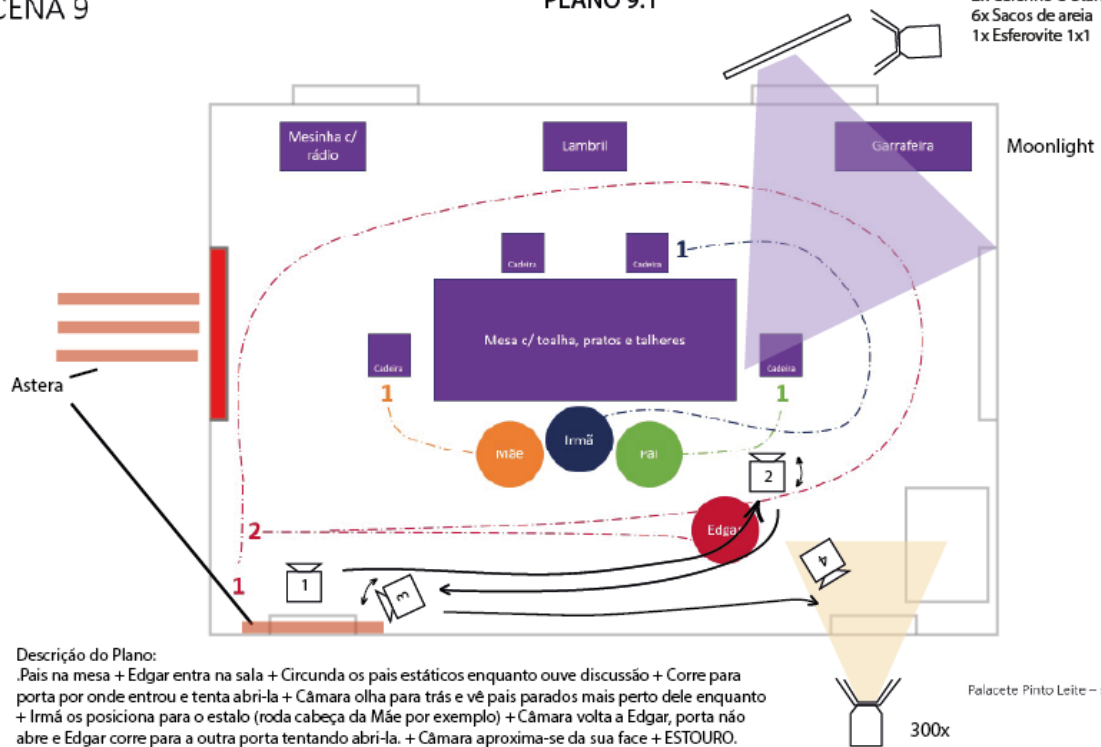 CENA 9
PLANO 9.1
6x Sacos de areia
1x Esferovite 1x1
Mesinha c/
rádio
Lambril
Garrafeira
Moonlight
Cadeira
Cadeira
1
Mesa c/ toalha, pratos e talheres
Cadeira
Cadeira
Astera
1
1
Mãe
Irmã
Pai
2
2
Edgar
1
1
3
4
Descrição do Plano:
.Pais na mesa + Edgar entra na sala + Circunda os pais estáticos enquanto ouve discussão + Corre para
porta por onde entrou e tenta abri-la + Câmara olha para trás e vê pais parados mais perto dele enquanto
+ Irmã os posiciona para o estalo (roda cabeça da Mãe por exemplo) + Câmara volta a Edgar, porta não
abre e Edgar corre para a outra porta tentando abri-la. + Câmara aproxima-se da sua face + ESTOURO.
Palacete Pinto Leite –
300x